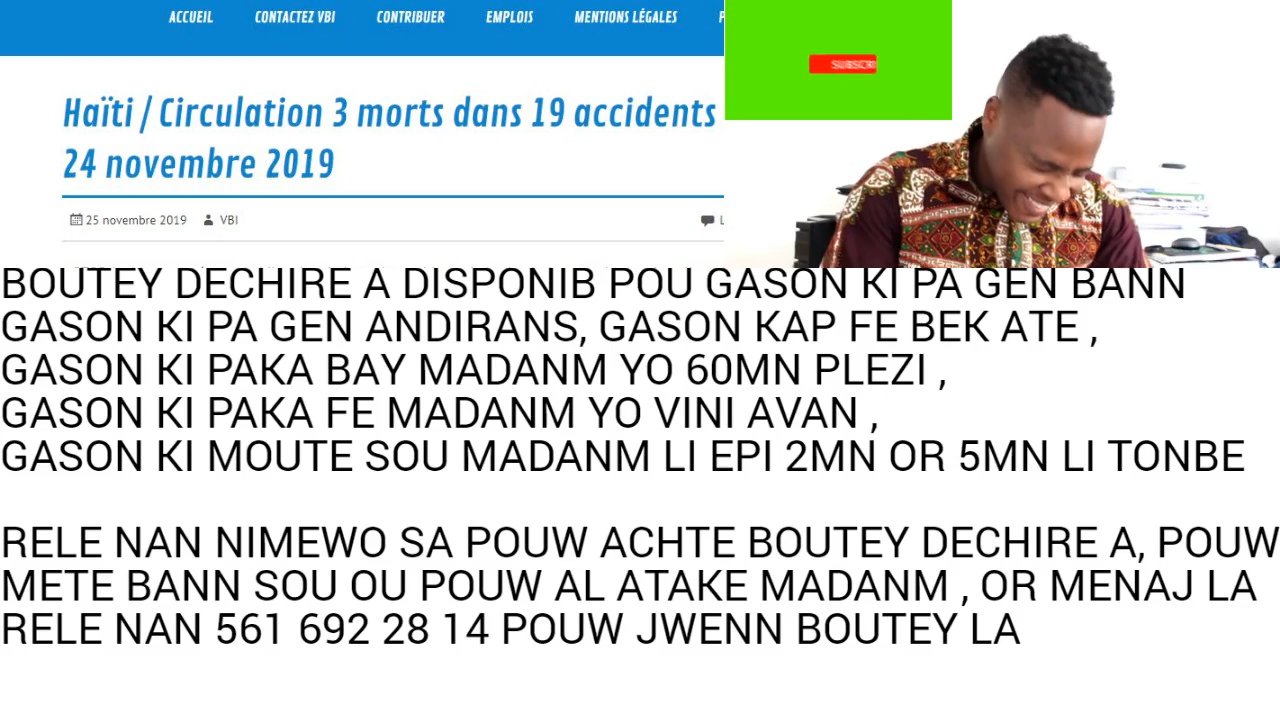 ACCUEIL CONTACTEZ VBI CONTRIBUER EMPLOIS MENTIONS LÉGALES
SUBSCRI
Haïti / Circulation 3 morts dans 19 accidents
24 novembre 2019
25 novembre 2019 VBI
BOUTEY DECHIRE A DISPONIB POU GASON KI PA GEN BANN
GASON KI PA GEN ANDIRANS, GASON KAP FE BEK ATE ,
GASON KI PAKA BAY MADANM YO 60MN PLEZI ,
GASON KI PAKA FE MADANM YO VINI AVAN ,
GASON KI MOUTE SOU MADANM LI EPI 2MN OR 5MN LI TONBE
RELE NAN NIMEWO SA POUW ACHTE BOUTEY DECHIRE A, POUW
METE BANN SOU OU POUW AL ATAKE MADANM , OR MENAJ LA
RELE NAN 561 692 28 14 POUW JWENN BOUTEY LA